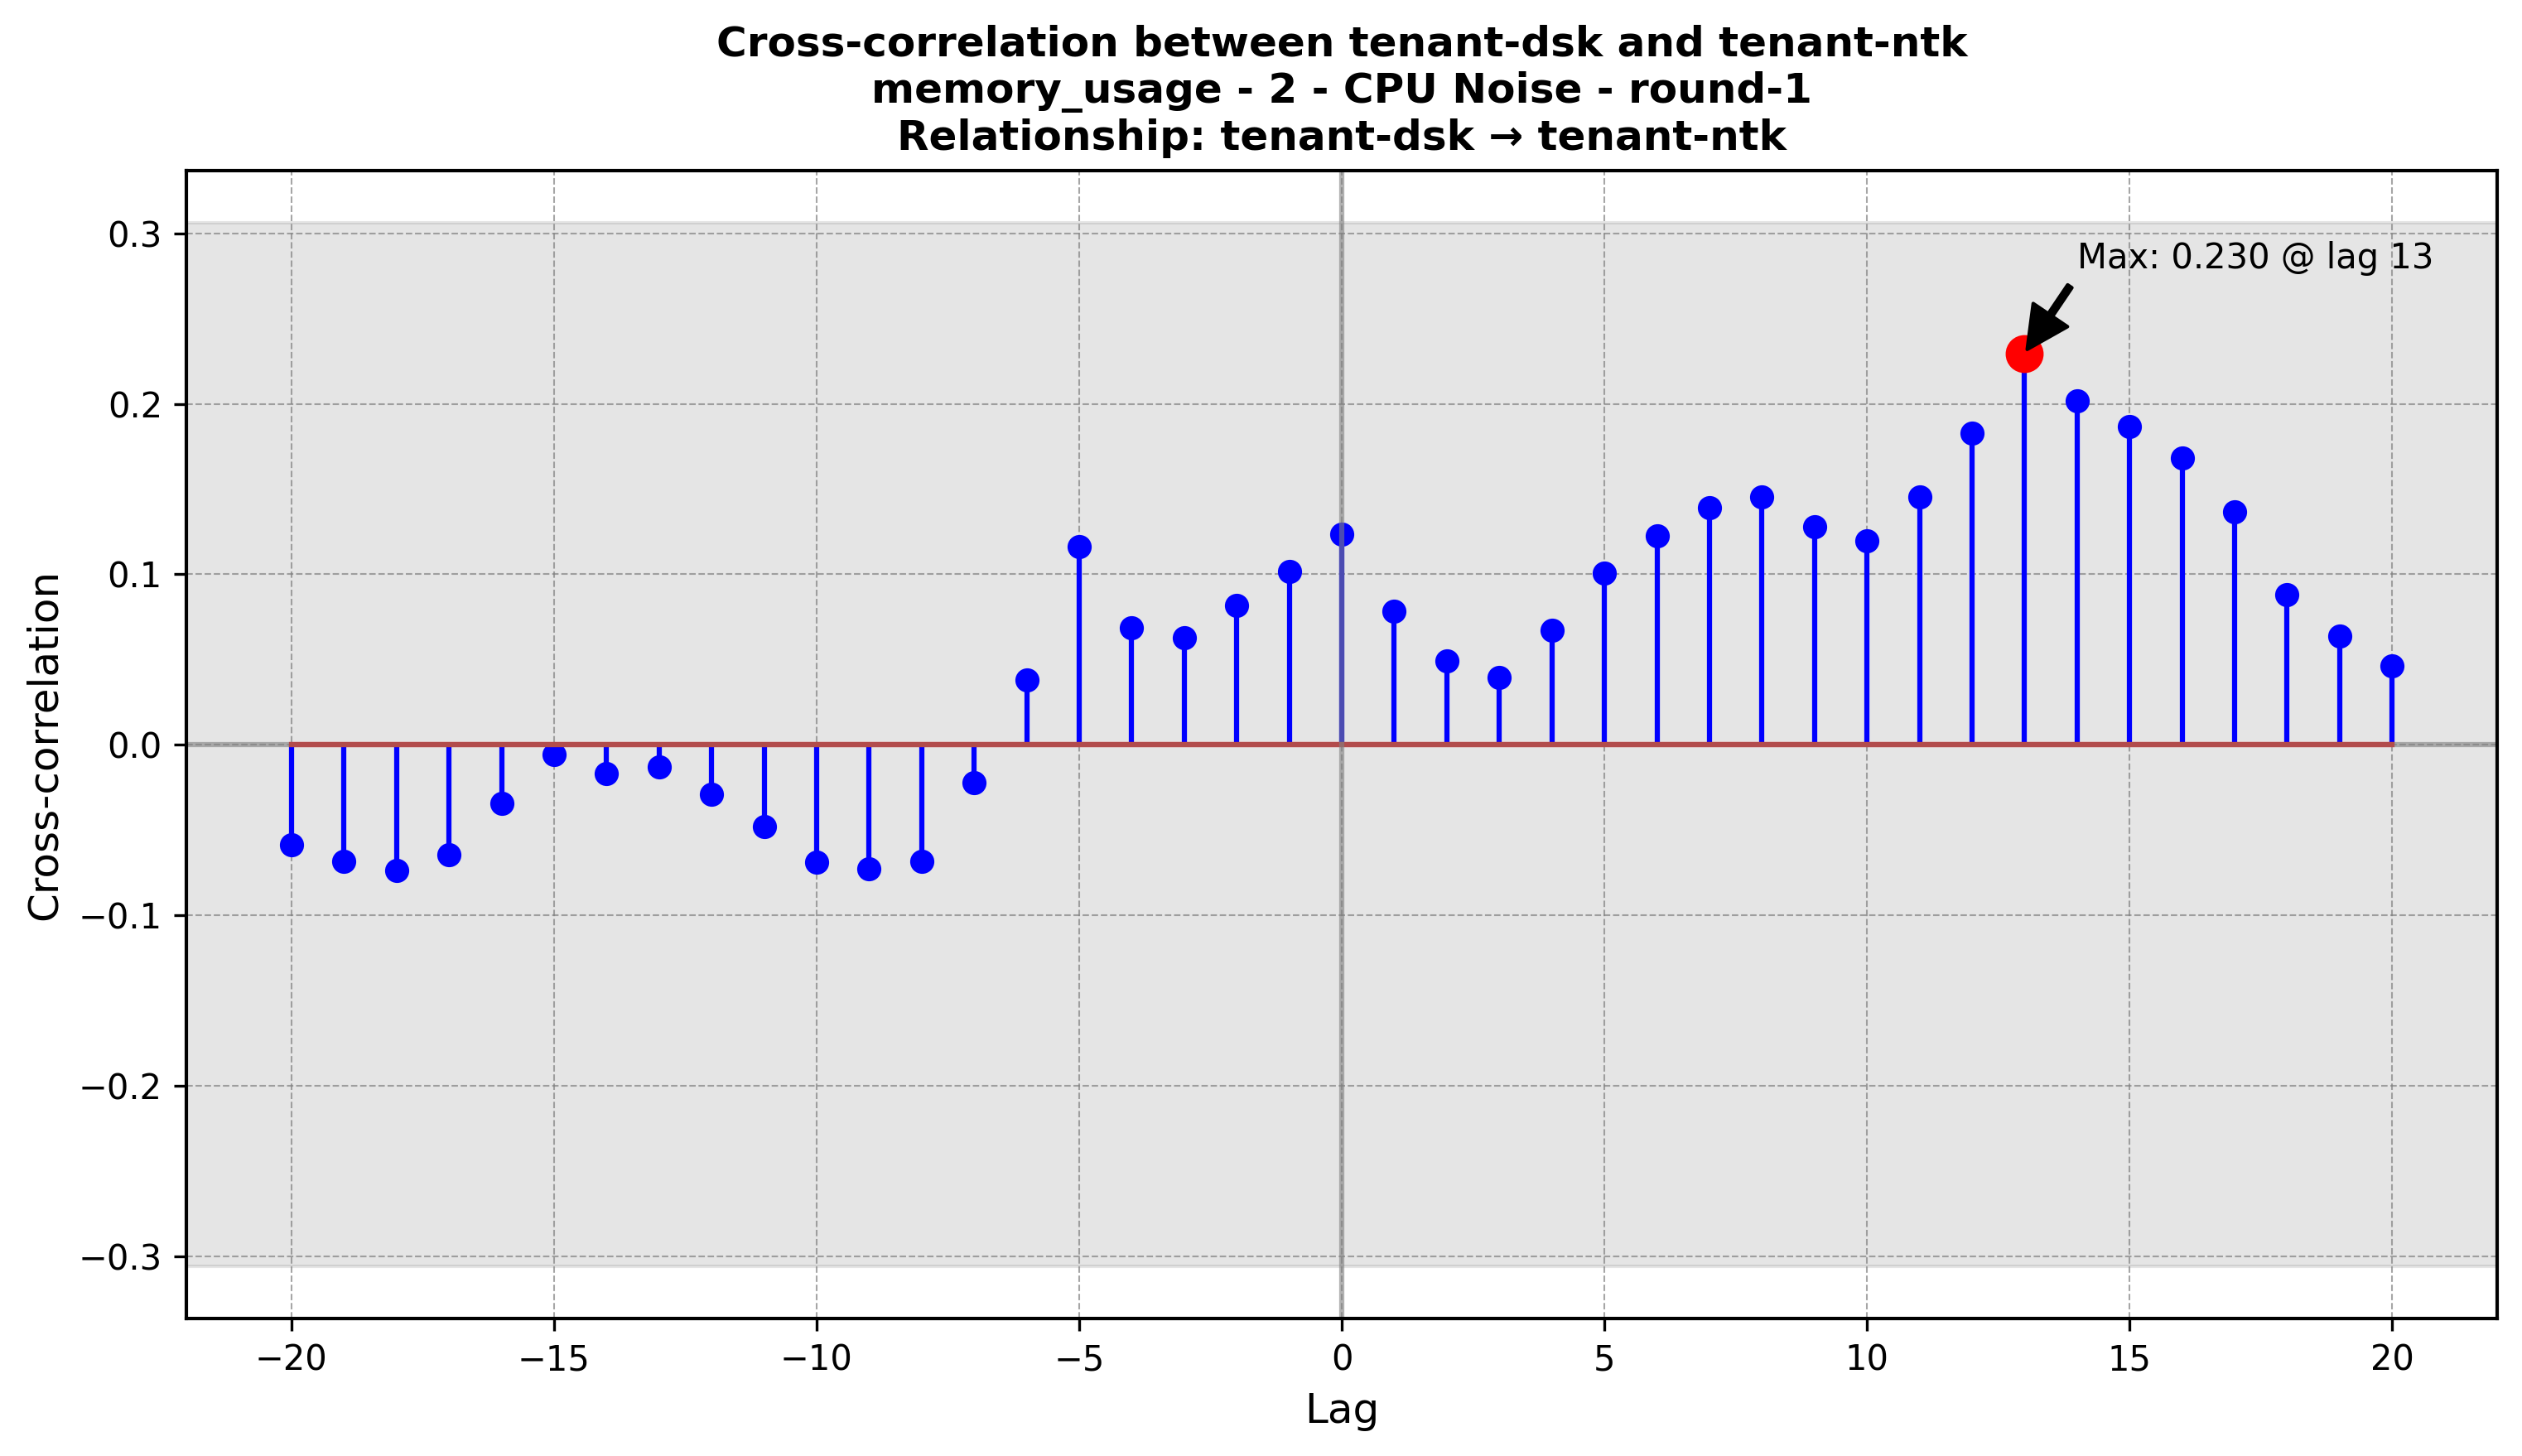 Cross-correlation between tenant-dsk and tenant-ntk
memory_usage - 2 - CPU Noise - round-1
Relationship: tenant-dsk → tenant-ntk
Max: 0.230 @ lag 13
Cross-correlation
0.3
0.2
0.1
0.0
−0.1
−0.2
−0.3
−20 −15 −10 −5 0 5 10 15 20
Lag